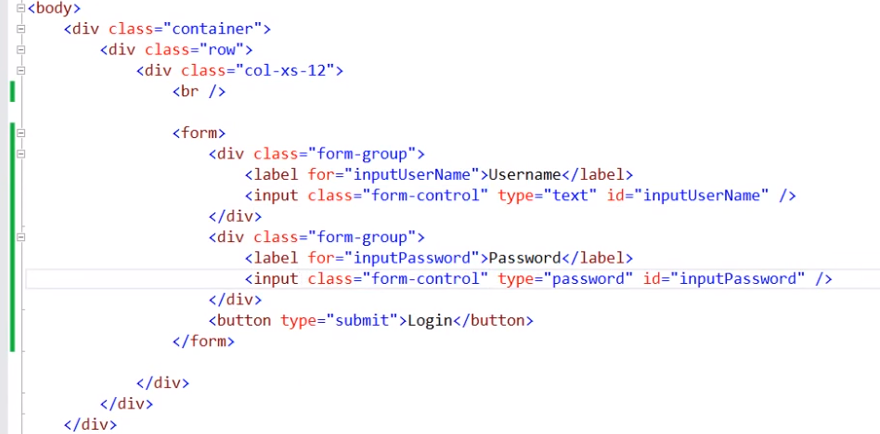 <body>
<div class="container">
<div class="row">
<div class="col-xs-12">
<br />
<form>
<div class="form-group">
<label for="inputUserName">Username</label>
<input class="form-control" type="text" id="inputUserName" />
</div>
<div class="form-group">
<label for="inputPassword">Password</label>
<input class="form-control" type="password" id="inputPassword" />
</div>
<button type="submit">Login</button>
</form>
</div>
</div>
</div>